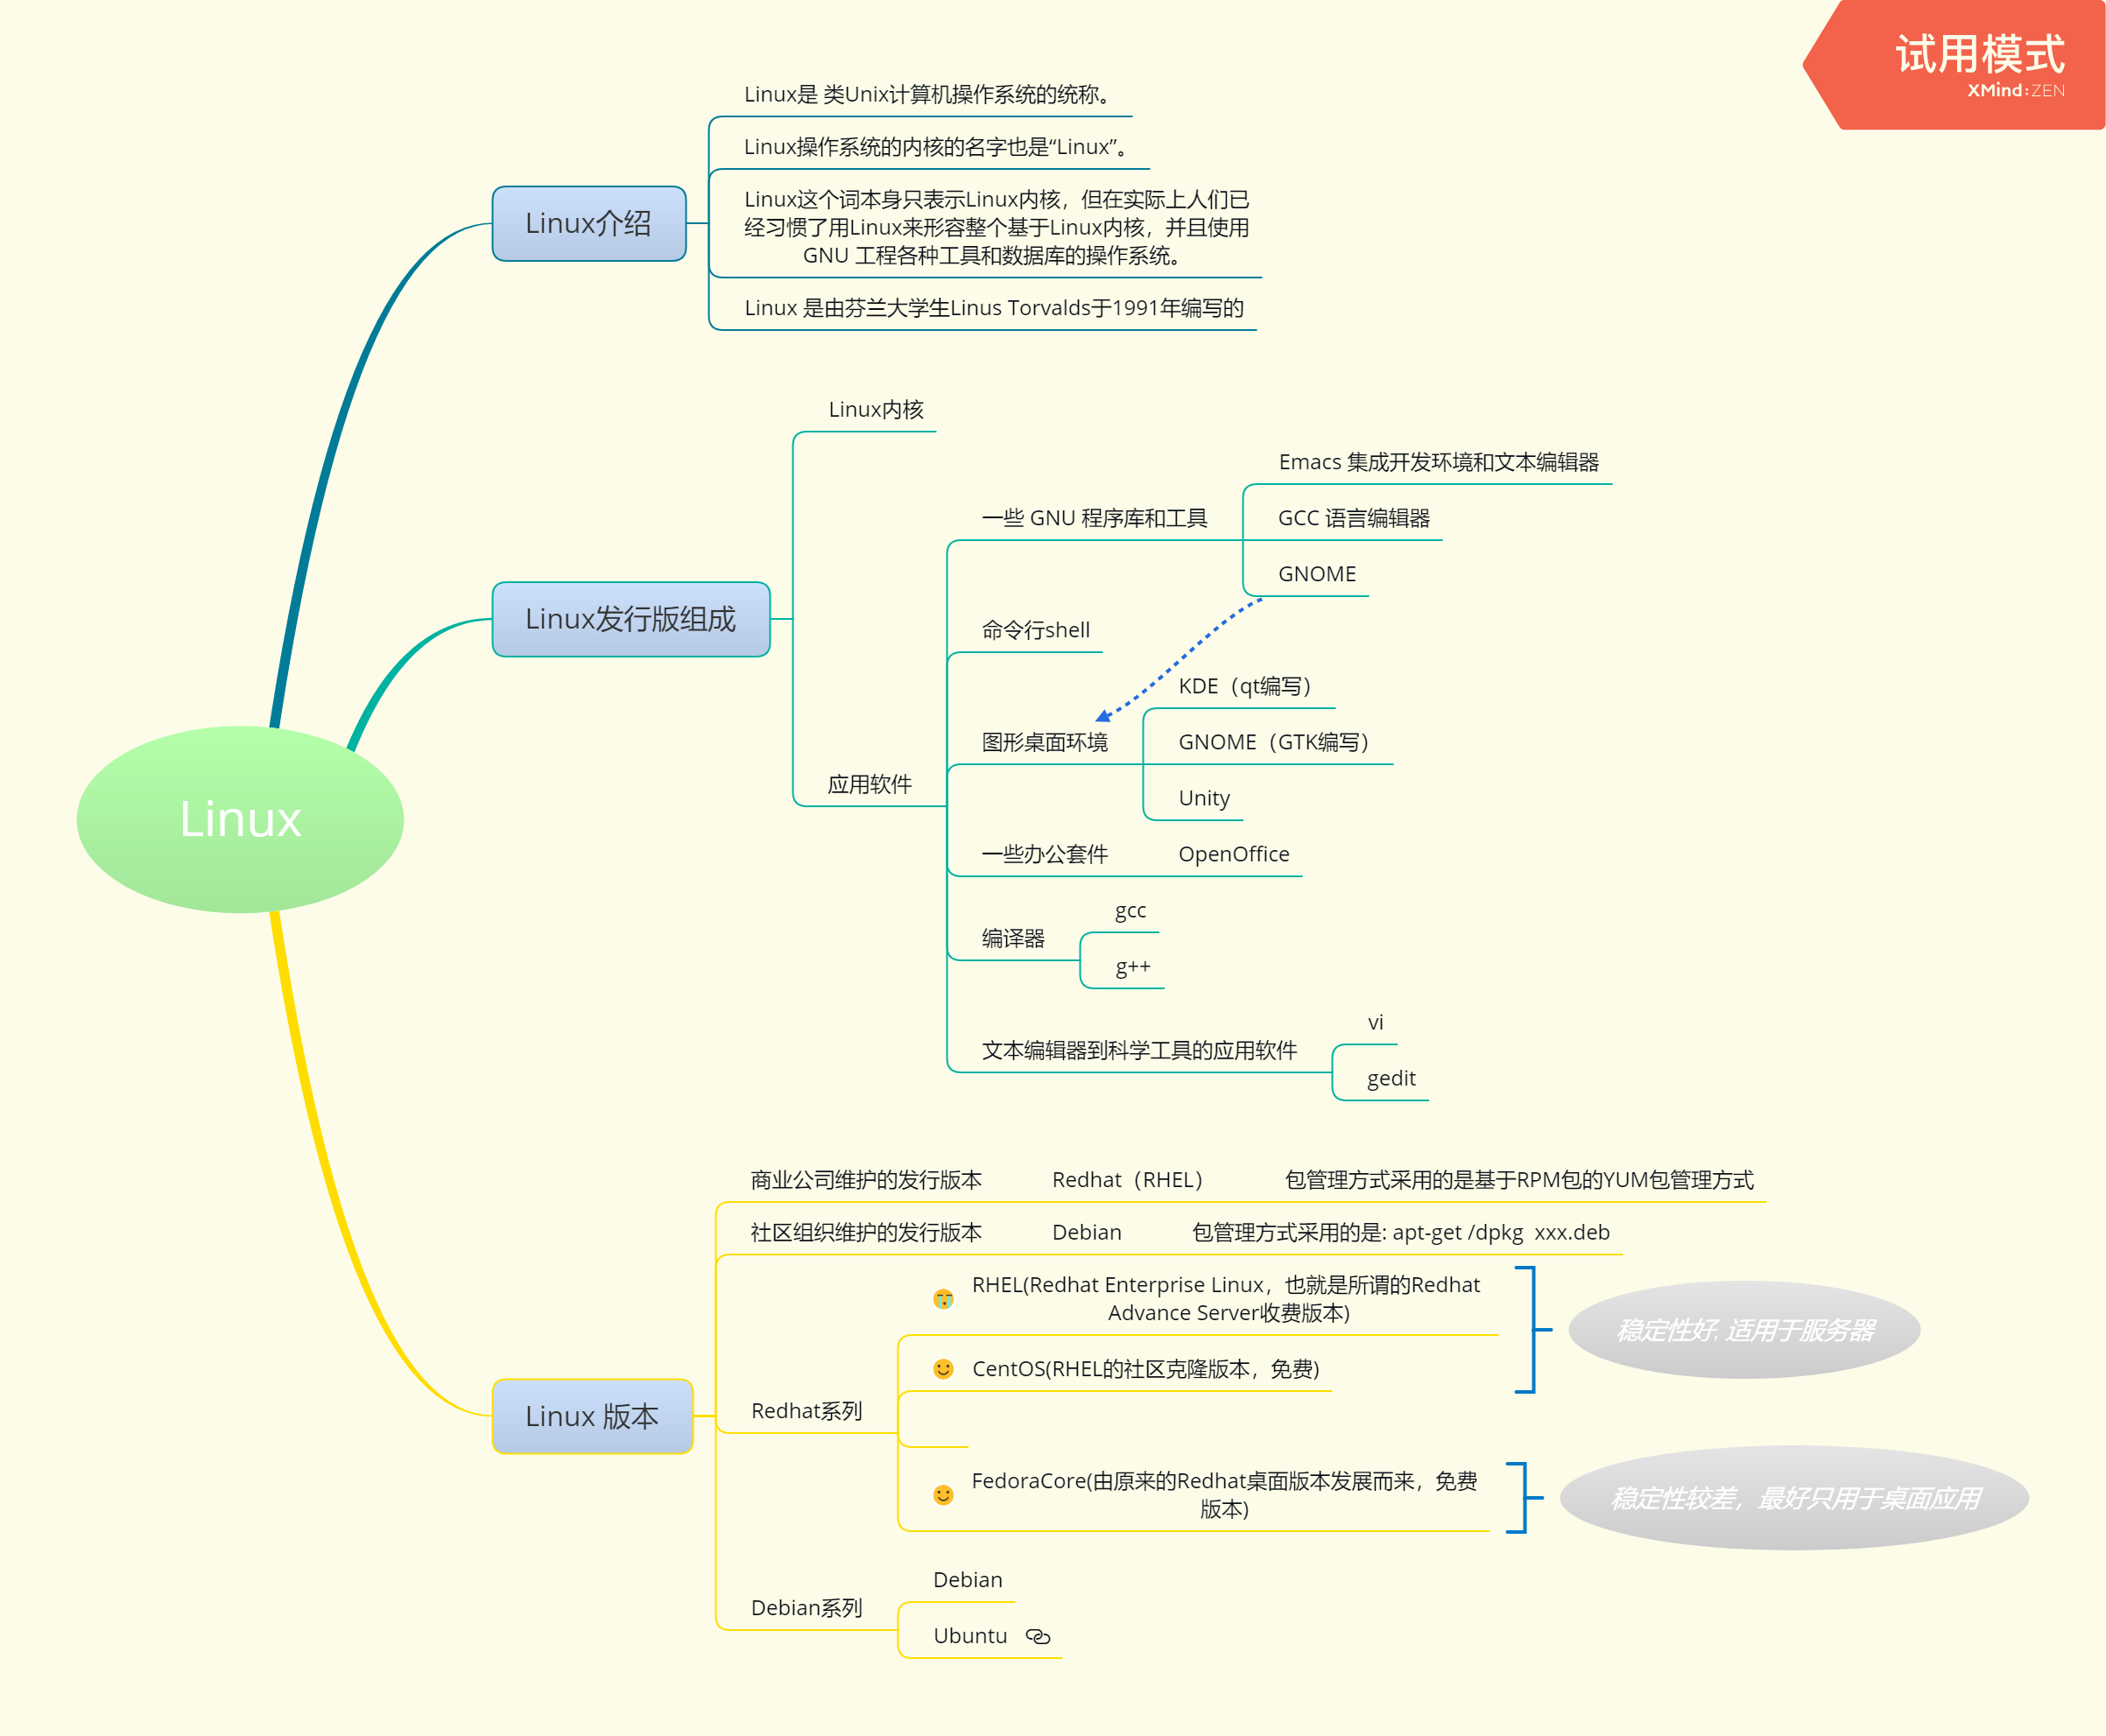 试用模式
XMind:ZEN
Linux
Linux介绍
Linux是 类Unix计算机操作系统的统称。
Linux操作系统的内核的名字也是“Linux”。
Linux这个词本身只表示Linux内核，但在实际上人们已
经习惯了用Linux来形容整个基于Linux内核，并且使用
GNU 工程各种工具和数据库的操作系统。
Linux 是由芬兰大学生Linus Torvalds于1991年编写的
Linux发行版组成
Linux内核
应用软件
一些 GNU 程序库和工具
Emacs 集成开发环境和文本编辑器
GCC 语言编辑器
GNOME
命令行shell
图形桌面环境
KDE（qt编写）
GNOME（GTK编写）
Unity
一些办公套件
OpenOffice
编译器
gcc
g++
文本编辑器到科学工具的应用软件
vi
gedit
Linux 版本
商业公司维护的发行版本
Redhat（RHEL）
包管理方式采用的是基于RPM包的YUM包管理方式
社区组织维护的发行版本
Debian
包管理方式采用的是: apt-get /dpkg  xxx.deb
Redhat系列
RHEL(Redhat Enterprise Linux，也就是所谓的Redhat
Advance Server收费版本)
CentOS(RHEL的社区克隆版本，免费)
稳定性好, 适用于服务器
FedoraCore(由原来的Redhat桌面版本发展而来，免费
版本)
稳定性较差，最好只用于桌面应用
Debian系列
Debian
Ubuntu